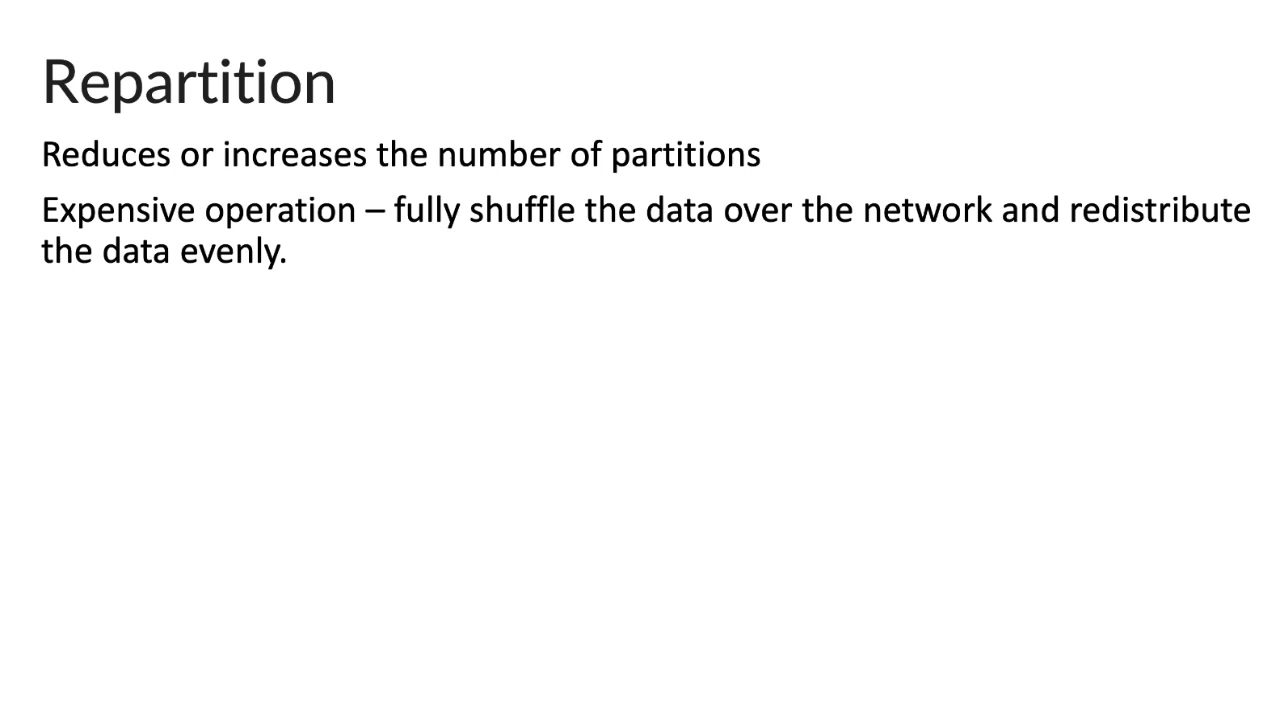 Repartition
Reduces or increases the number of partitions
Expensive operation – fully shuffle the data over the network and redistribute
the data evenly.